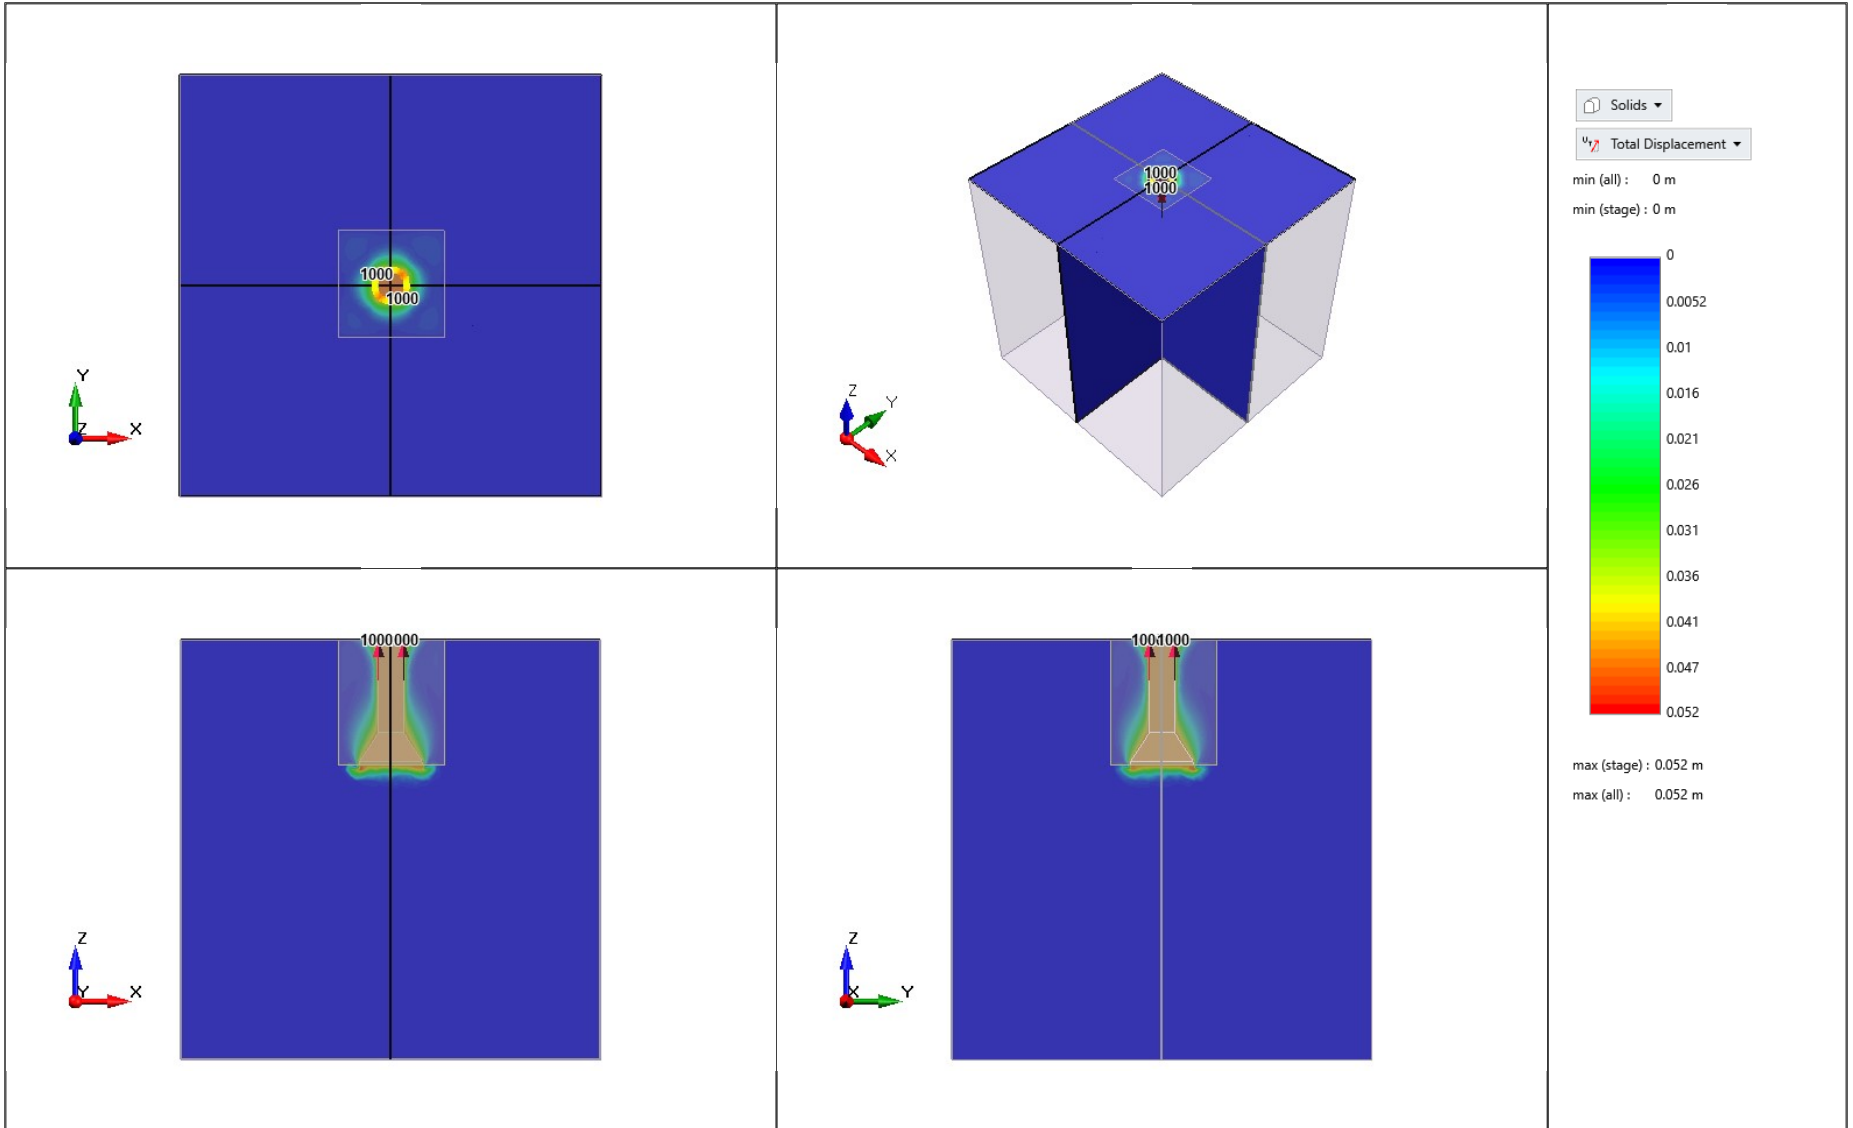 1000
1000
Y
Z
X
1000
1000
Z
Y
X
Solids
Total Displacement
min (all) : 0 m
min (stage) : 0 m
0
0.0052
0.01
0.016
0.021
0.026
0.031
0.036
0.041
0.047
0.052
max (stage) : 0.052 m
max (all) : 0.052 m
1000000
Z
Y
X
1001000
Z
X
Y